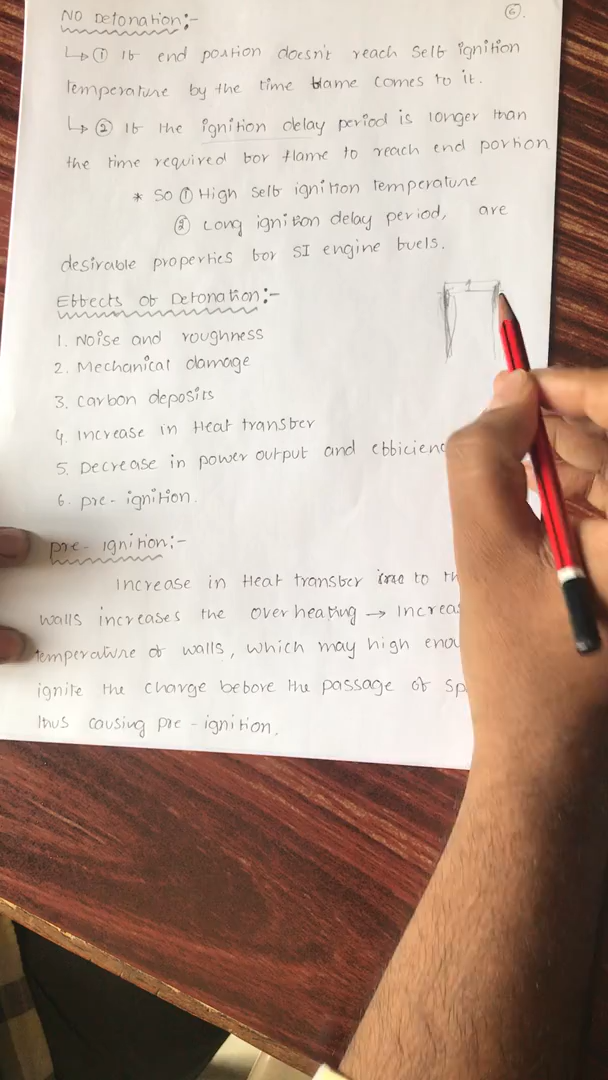 6.
NO Detonation:-
↳ ① If end portion doesn't reach self ignition
temperature by the time flame comes to it.
↳ ② If the ignition delay period is longer than
the time required for flame to reach end portion
* So ① High self ignition temperature
② Long ignition delay period, are
desirable properties for SI engine fuels.
Effects of Detonation:-
1. Noise and roughness
2. Mechanical damage
3. carbon deposits
4. Increase in Heat transfer
5. Decrease in power output and efficienc
6. pre-ignition.
pre-ignition:-
Increase in Heat transfer to th
walls increases the overheating → Increas
temperature of walls, which may high enou
ignite the charge before the passage of sp
thus causing pre-ignition.